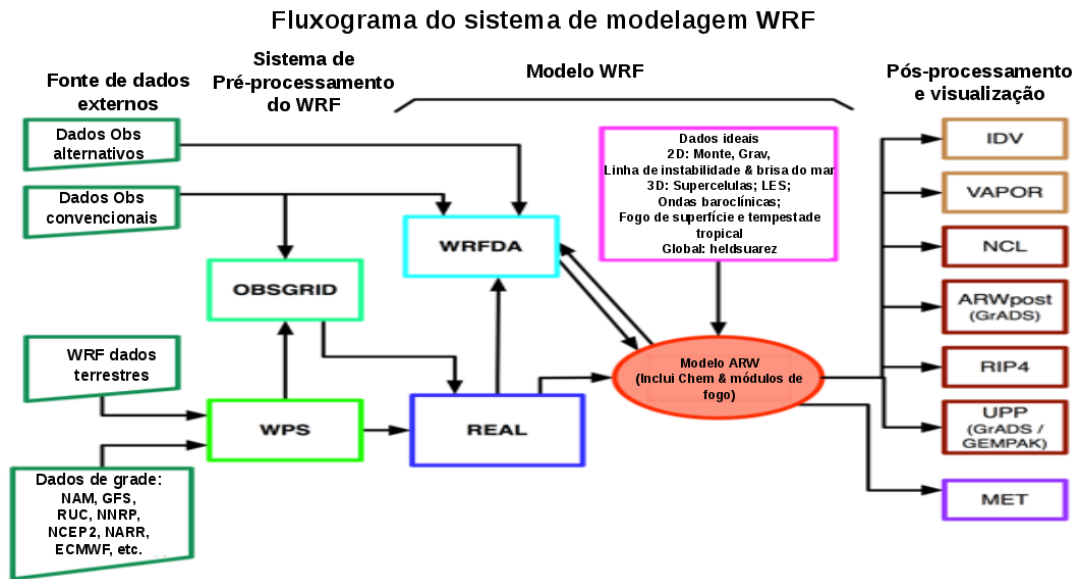 Fluxograma do sistema de modelagem WRF
Fonte de dados
externos
Sistema de
Pré-processamento
do WRF
Modelo WRF
Pós-processamento
e visualização
Dados Obs
alternativos
Dados Obs
convencionais
WRF dados
terrestres
Dados de grade:
NAM, GFS,
RUC, NNRP,
NCEP2, NARR,
ECMWF, etc.
OBSGRID
WPS
WRFDA
REAL
Dados ideais
2D: Monte, Grav,
Linha de instabilidade & brisa do mar
3D: Supercelulas; LES;
Ondas baroclínicas;
Fogo de superfície e tempestade
tropical
Global: heldsuarez
Modelo ARW
(Inclui Chem & módulos de
fogo)
IDV
VAPOR
NCL
ARWpost
(GrADS)
RIP4
UPP
(GrADS /
GEMPAK)
MET